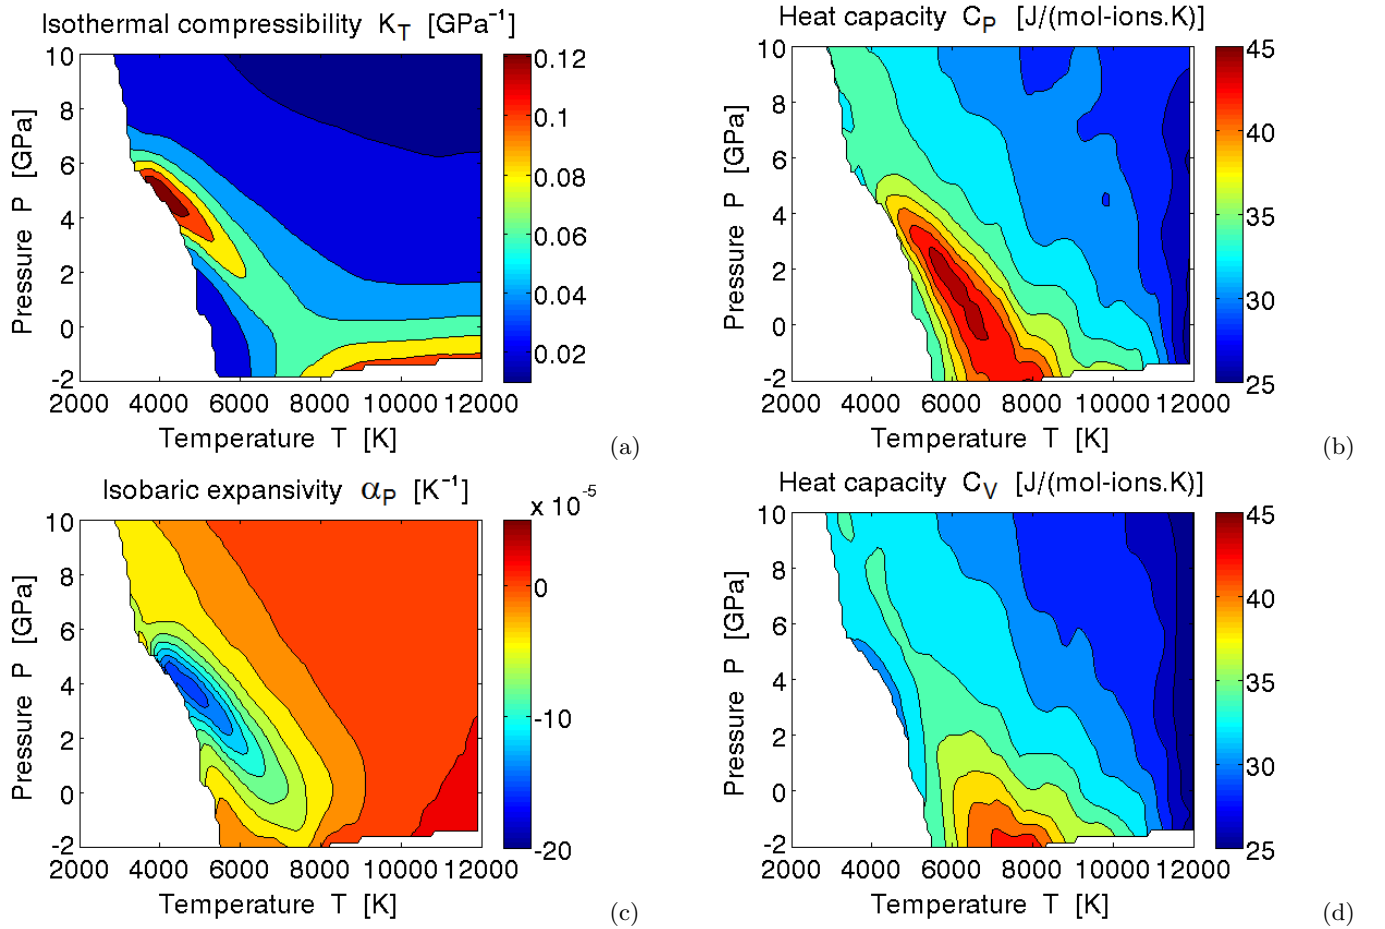 Isothermal compressibility K_T [GPa⁻¹]
Pressure P [GPa]
10
8
6
4
2
0
-2
2000 4000 6000 8000 10000 12000
Temperature T [K]
0.12
0.1
0.08
0.06
0.04
0.02
(a)
Heat capacity C_P [J/(mol-ions.K)]
Pressure P [GPa]
10
8
6
4
2
0
-2
2000 4000 6000 8000 10000 12000
Temperature T [K]
45
40
35
30
25
(b)
Isobaric expansivity α_P [K⁻¹]
x 10⁻⁵
Pressure P [GPa]
10
8
6
4
2
0
-2
2000 4000 6000 8000 10000 12000
Temperature T [K]
0
-10
-20
(c)
Heat capacity C_V [J/(mol-ions.K)]
Pressure P [GPa]
10
8
6
4
2
0
-2
2000 4000 6000 8000 10000 12000
Temperature T [K]
45
40
35
30
25
(d)